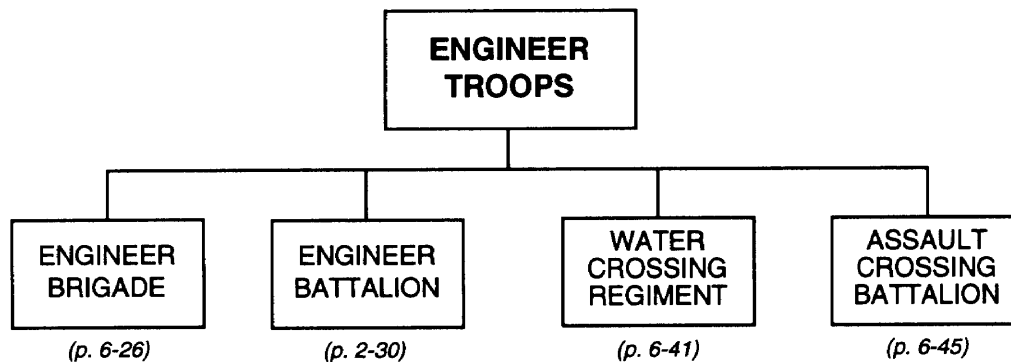 ENGINEER
TROOPS
ENGINEER
BRIGADE
(p. 6-26)
ENGINEER
BATTALION
(p. 2-30)
WATER
CROSSING
REGIMENT
(p. 6-41)
ASSAULT
CROSSING
BATTALION
(p. 6-45)